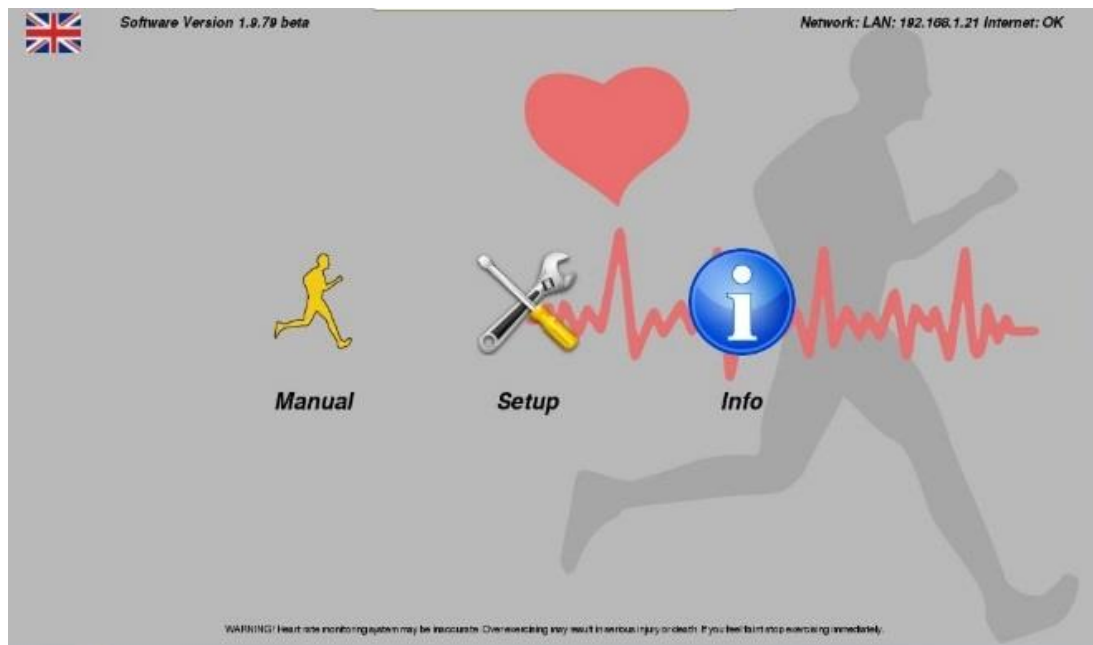 Software Version 1.9.79 beta
Network: LAN: 192.168.1.21 Internet: OK
Manual
Setup
Info
WARNING! Heart rate monitoring system may be inaccurate. Over exercising may result in serious injury or death. If you feel faint stop exercising immediately.